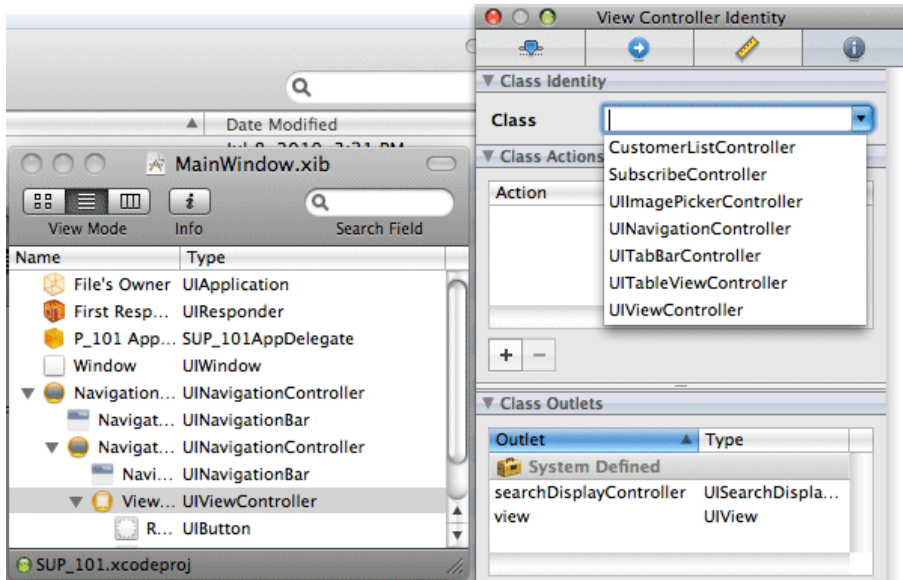 Date Modified
MainWindow.xib
View Mode Info Search Field
Name Type
File's Owner UIApplication
First Resp... UIResponder
P_101 App... SUP_101AppDelegate
Window UIWindow
Navigation... UINavigationController
Navigat... UINavigationBar
Navigat... UINavigationController
Navi... UINavigationBar
View... UIViewController
R... UIButton
SUP_101.xcodeproj
View Controller Identity
Class Identity
Class
CustomerListController
SubscribeController
UIImagePickerController
UINavigationController
UITabBarController
UITableViewController
UIViewController
Class Actions
Action
Class Outlets
Outlet Type
System Defined
searchDisplayController UISearchDispla...
view UIView